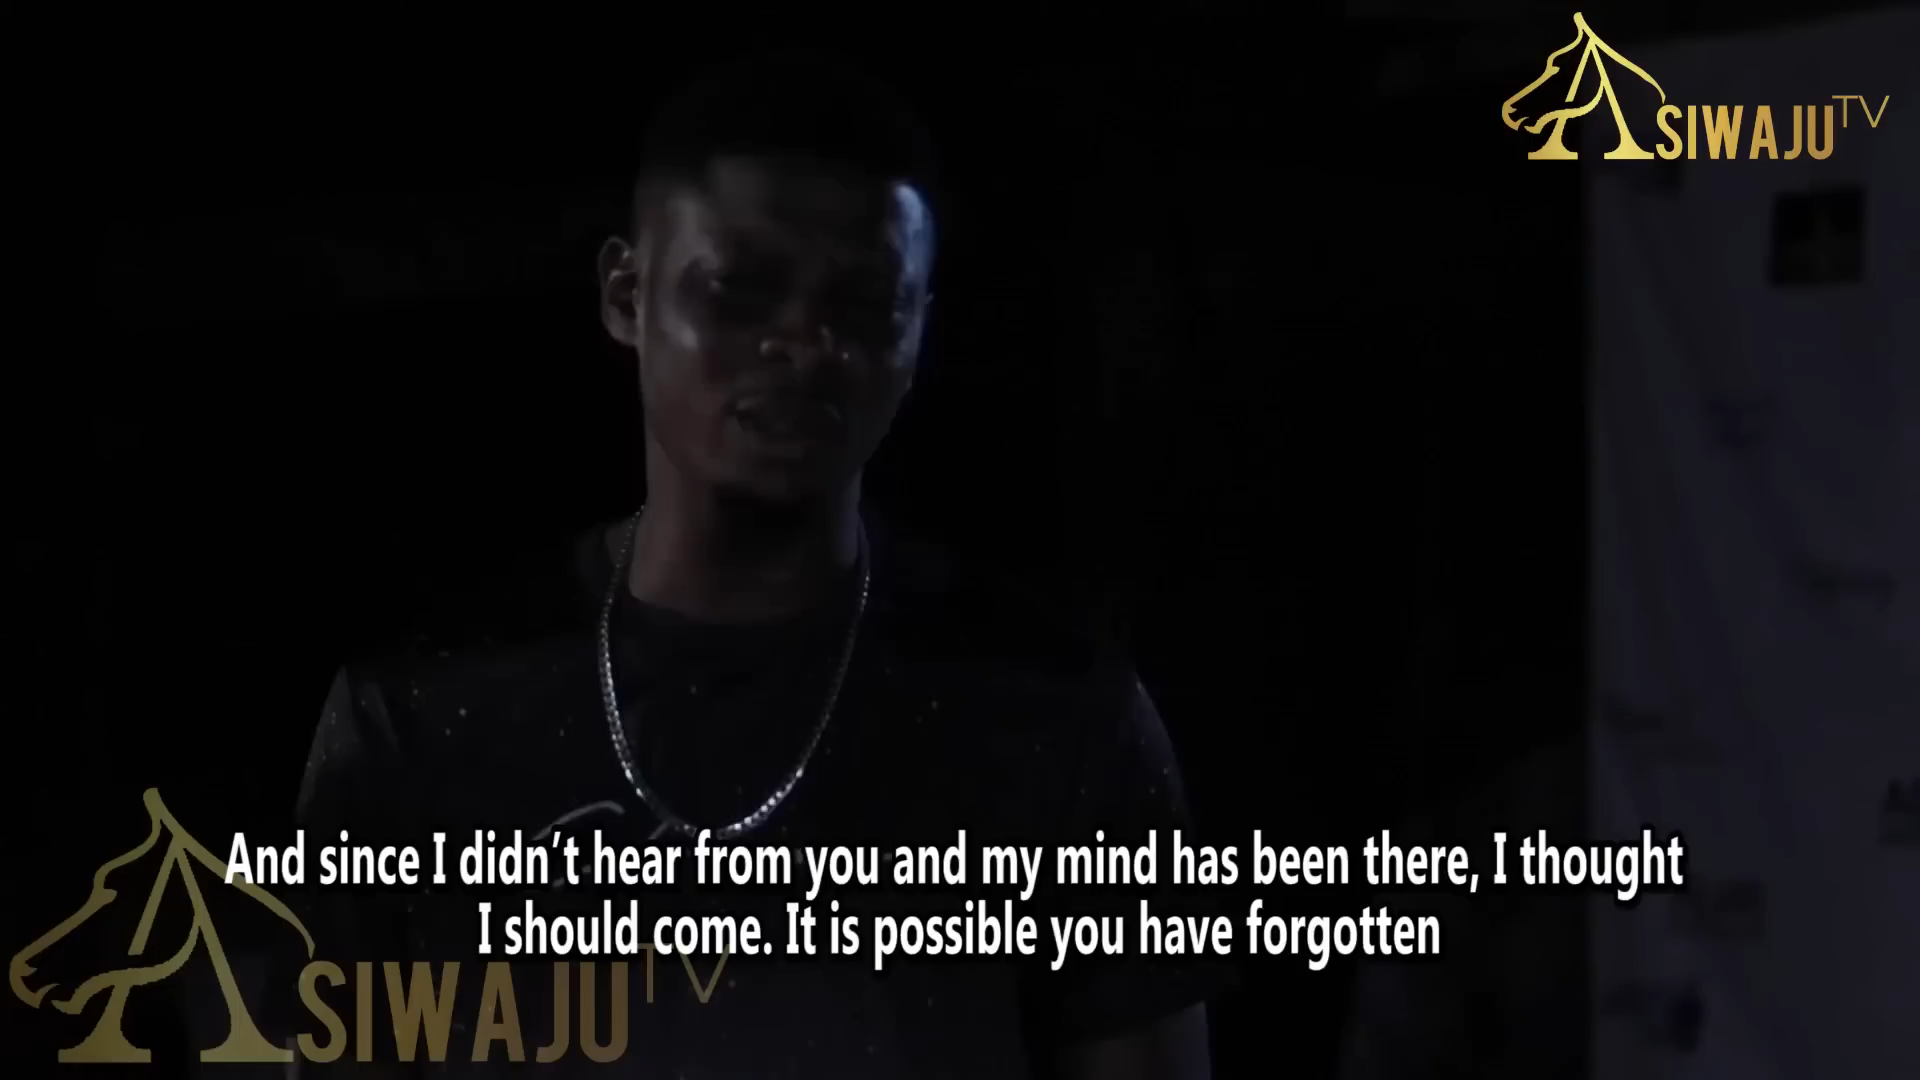 ASIWAJU TV
And since I didn’t hear from you and my mind has been there, I thought
I should come. It is possible you have forgotten
ASIWAJU TV